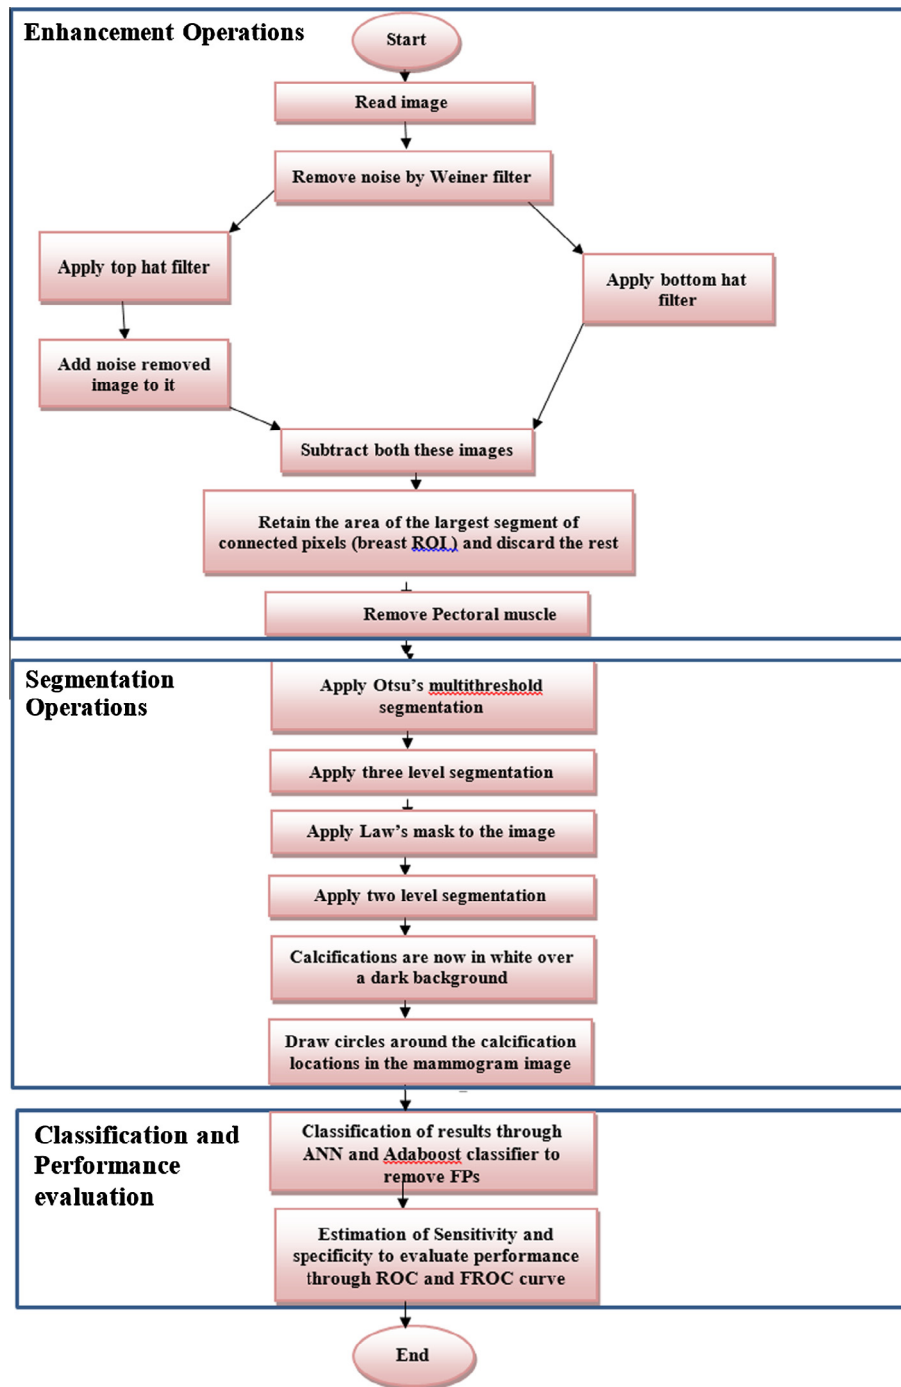 Enhancement Operations
Start
Read image
Remove noise by Weiner filter
Apply top hat filter
Apply bottom hat
filter
Add noise removed
image to it
Subtract both these images
Retain the area of the largest segment of
connected pixels (breast ROI,) and discard the rest
Remove Pectoral muscle
Segmentation
Operations
Apply Otsu's multithreshold
segmentation
Apply three level segmentation
Apply Law's mask to the image
Apply two level segmentation
Calcifications are now in white over
a dark background
Draw circles around the calcification
locations in the mammogram image
Classification and
Performance
evaluation
Classification of results through
ANN and Adaboost classifier to
remove FPs
Estimation of Sensitivity and
specificity to evaluate performance
through ROC and FROC curve
End